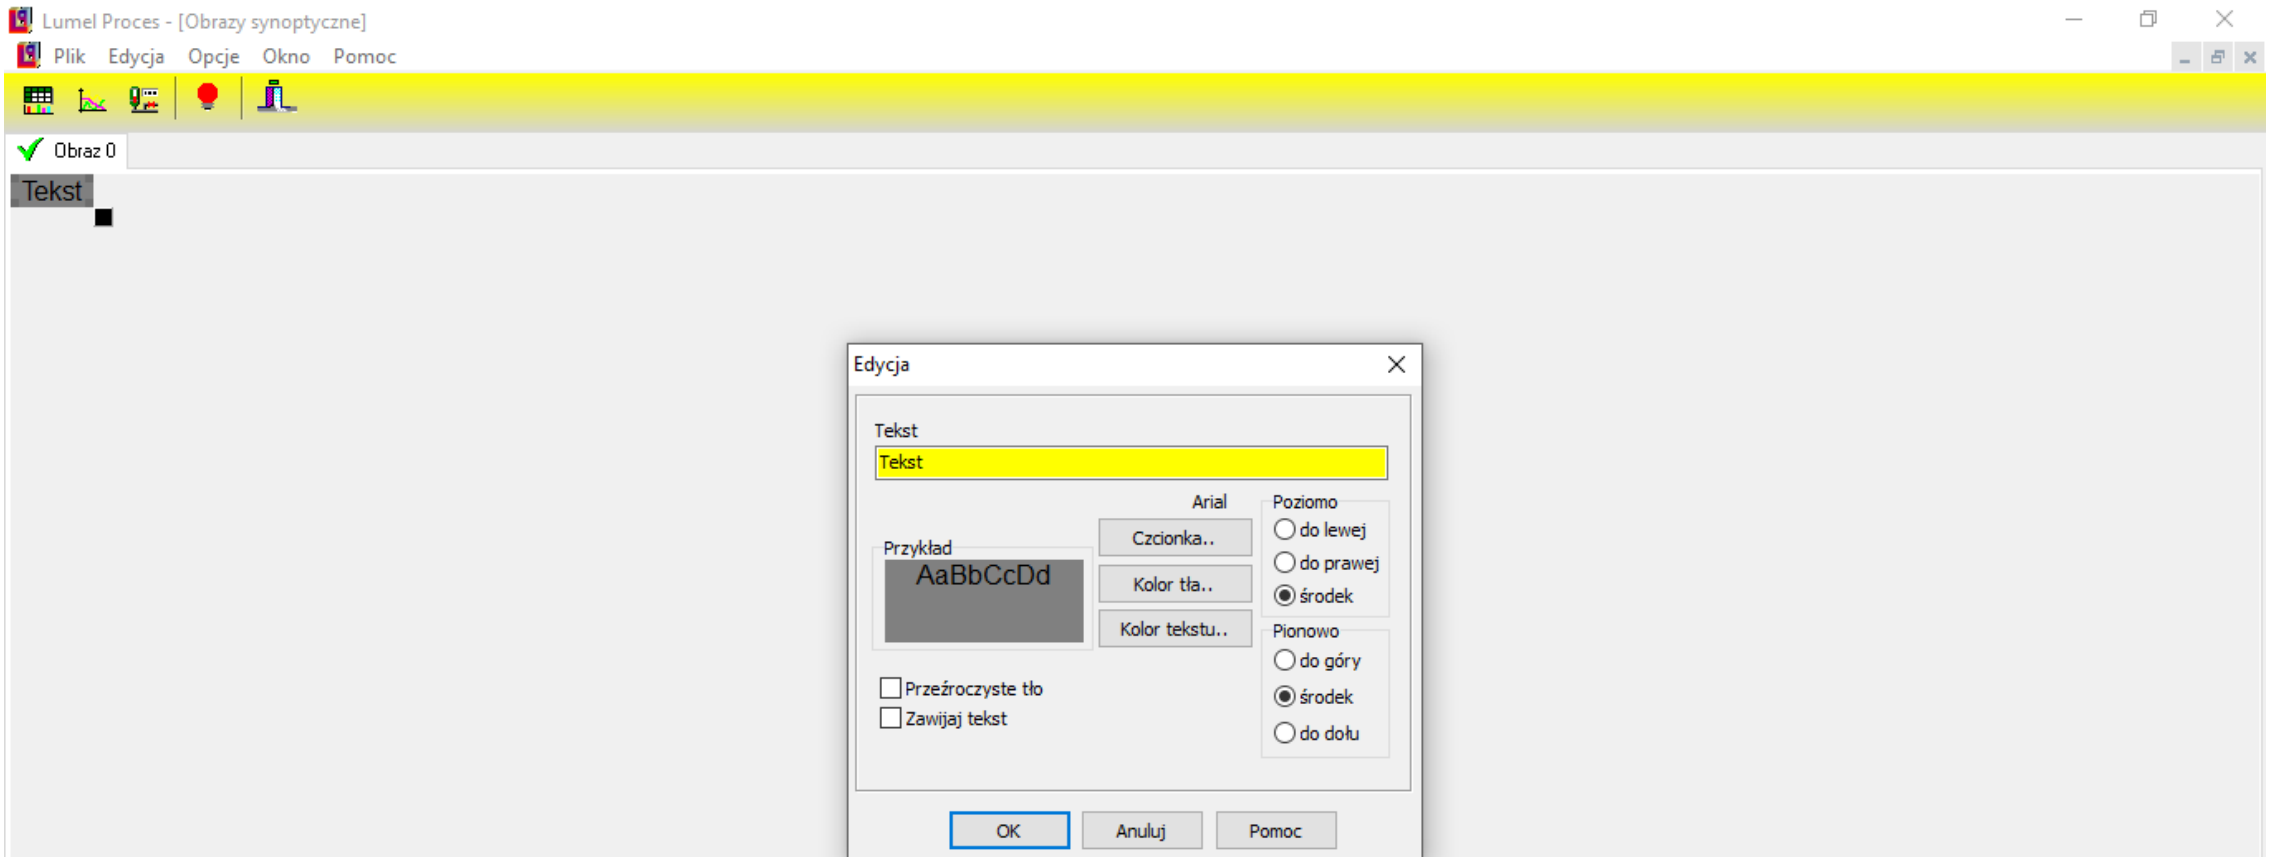 Lumel Proces - [Obrazy synoptyczne]
Plik Edycja Opcje Okno Pomoc
Obraz 0
Tekst
Edycja
Tekst
Tekst
Arial
Czcionka..
Kolor tła..
Kolor tekstu..
Przykład
AaBbCcDd
Przeźroczyste tło
Zawijaj tekst
Poziomo
do lewej
do prawej
środek
Pionowo
do góry
środek
do dołu
OK Anuluj Pomoc